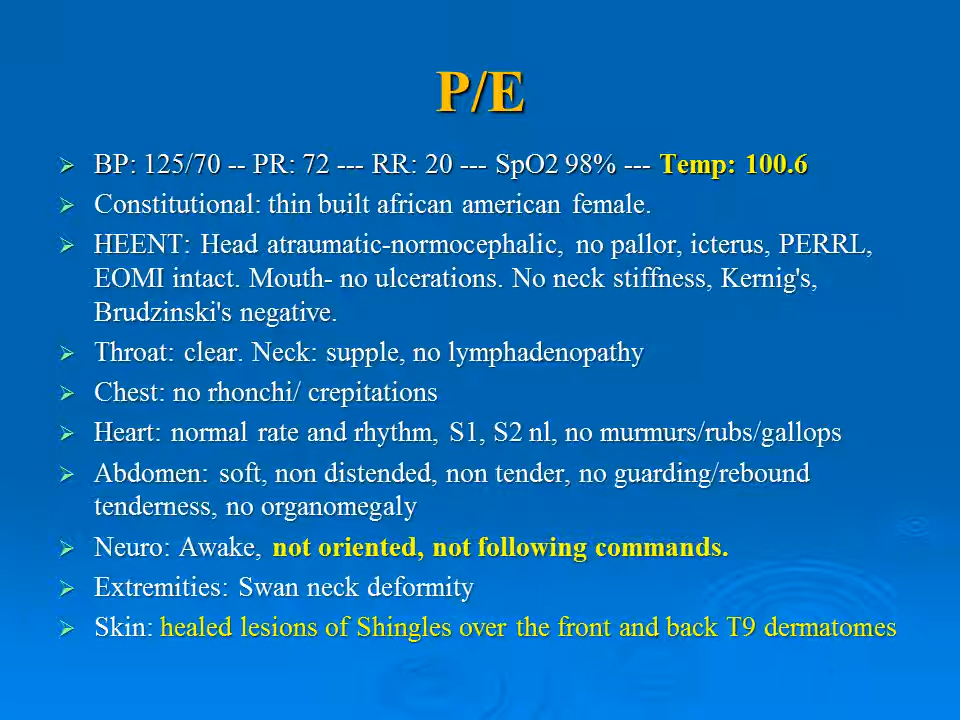 P/E
BP: 125/70 -- PR: 72 --- RR: 20 --- SpO2 98% --- Temp: 100.6
Constitutional: thin built african american female.
HEENT: Head atraumatic-normocephalic, no pallor, icterus, PERRL,
EOMI intact. Mouth- no ulcerations. No neck stiffness, Kernig's,
Brudzinski's negative.
Throat: clear. Neck: supple, no lymphadenopathy
Chest: no rhonchi/ crepitations
Heart: normal rate and rhythm, S1, S2 nl, no murmurs/rubs/gallops
Abdomen: soft, non distended, non tender, no guarding/rebound
tenderness, no organomegaly
Neuro: Awake, not oriented, not following commands.
Extremities: Swan neck deformity
Skin: healed lesions of Shingles over the front and back T9 dermatomes